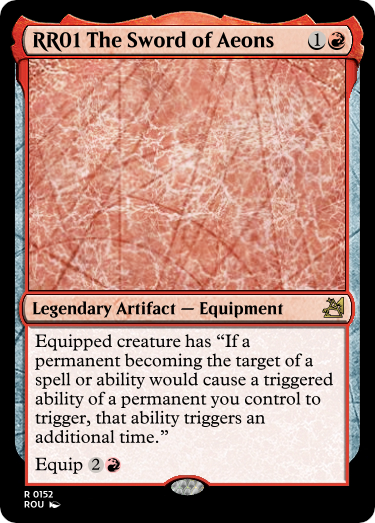 RR01 The Sword of Aeons 1
Legendary Artifact — Equipment
Equipped creature has “If a
permanent becoming the target of a
spell or ability would cause a triggered
ability of a permanent you control to
trigger, that ability triggers an
additional time.”
Equip 2
R 0152
ROU